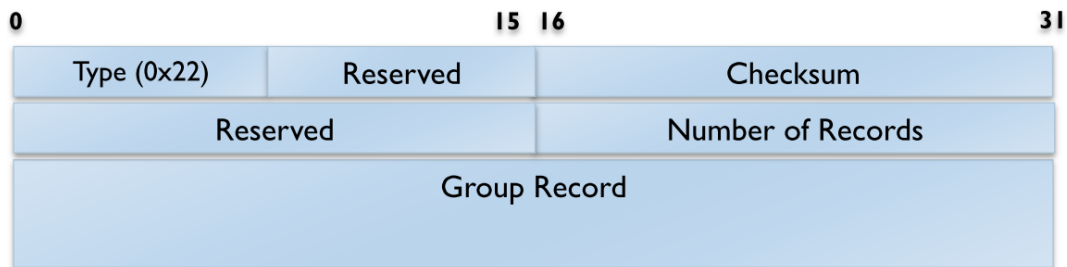 0 15 16 31
Type (0x22) Reserved Checksum
Reserved Number of Records
Group Record